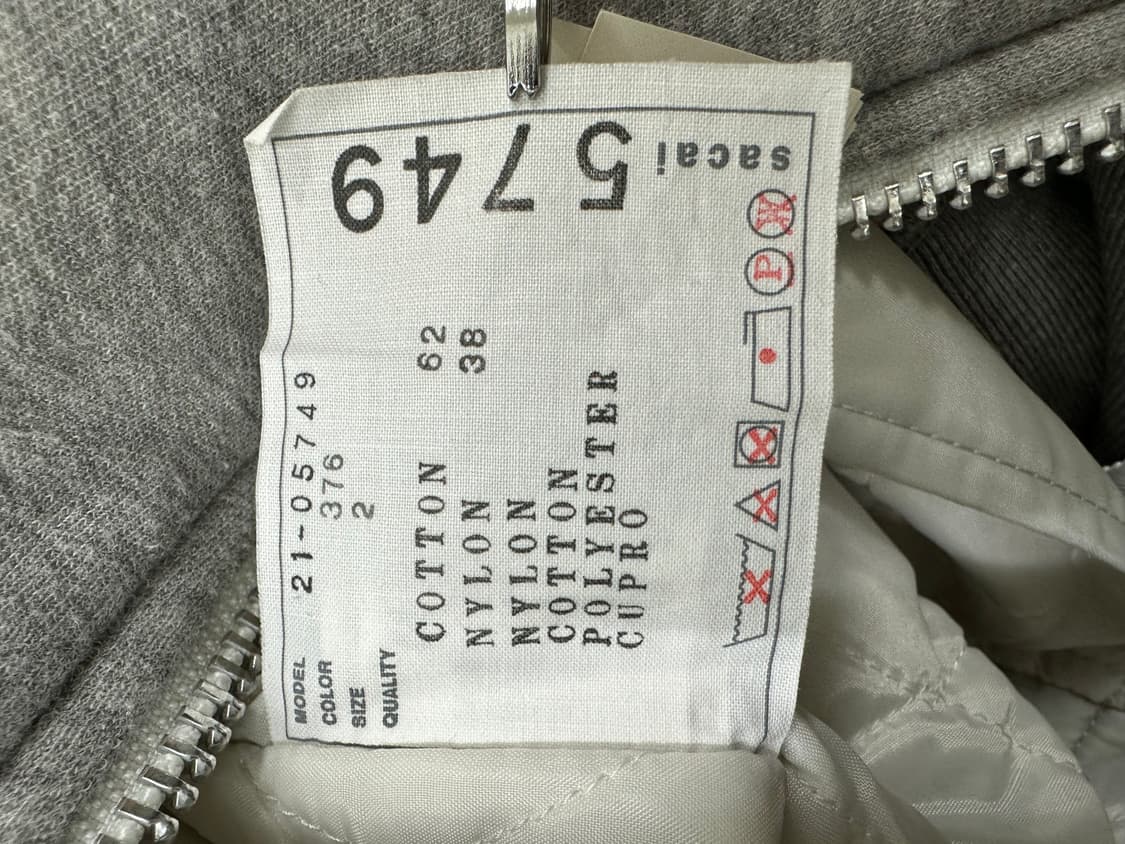 sacai
5749
MODEL 21-05749
COLOR 376
SIZE 2
QUALITY
COTTON 62
NYLON 38
NYLON
COTTON
POLYESTER
CUPRO
P
W